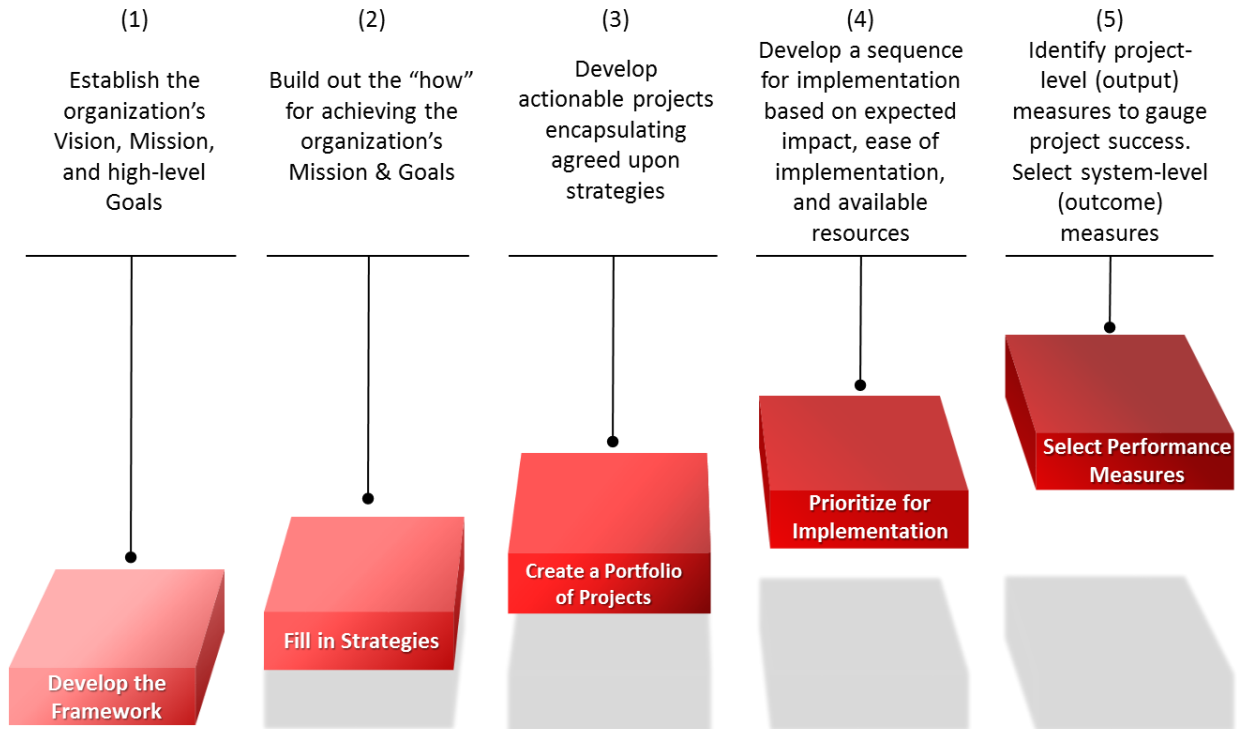 (1)
Establish the
organization’s
Vision, Mission,
and high-level
Goals
(2)
Build out the “how”
for achieving the
organization’s
Mission & Goals
(3)
Develop
actionable projects
encapsulating
agreed upon
strategies
(4)
Develop a sequence
for implementation
based on expected
impact, ease of
implementation,
and available
resources
(5)
Identify project-
level (output)
measures to gauge
project success.
Select system-level
(outcome)
measures
Develop the
Framework
Fill in Strategies
Create a Portfolio
of Projects
Prioritize for
Implementation
Select Performance
Measures